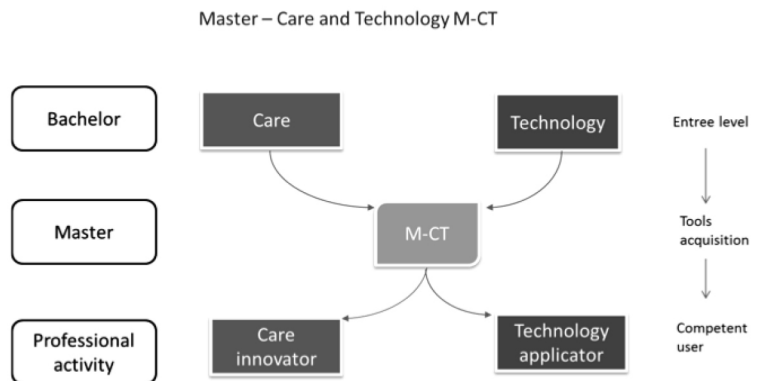 Master – Care and Technology M-CT
Bachelor
Care
Technology
Entree level
Master
M-CT
Tools
acquisition
Professional
activity
Care
innovator
Technology
applicator
Competent
user